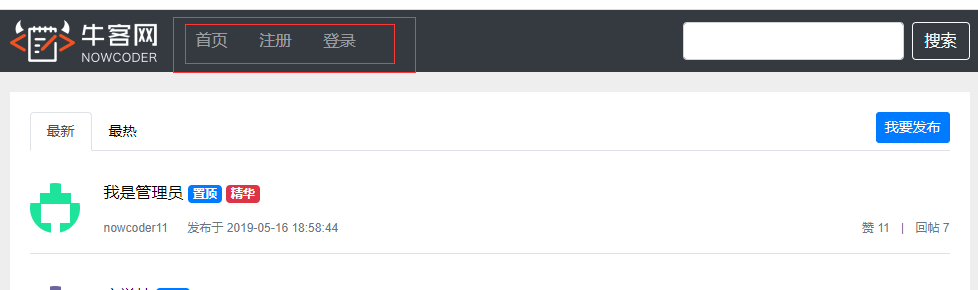 牛客网
NOWCODER
首页 注册 登录 搜索
最新 最热 我要发布
我是管理员 置顶 精华
nowcoder11 发布于 2019-05-16 18:58:44 赞 11 | 回帖 7